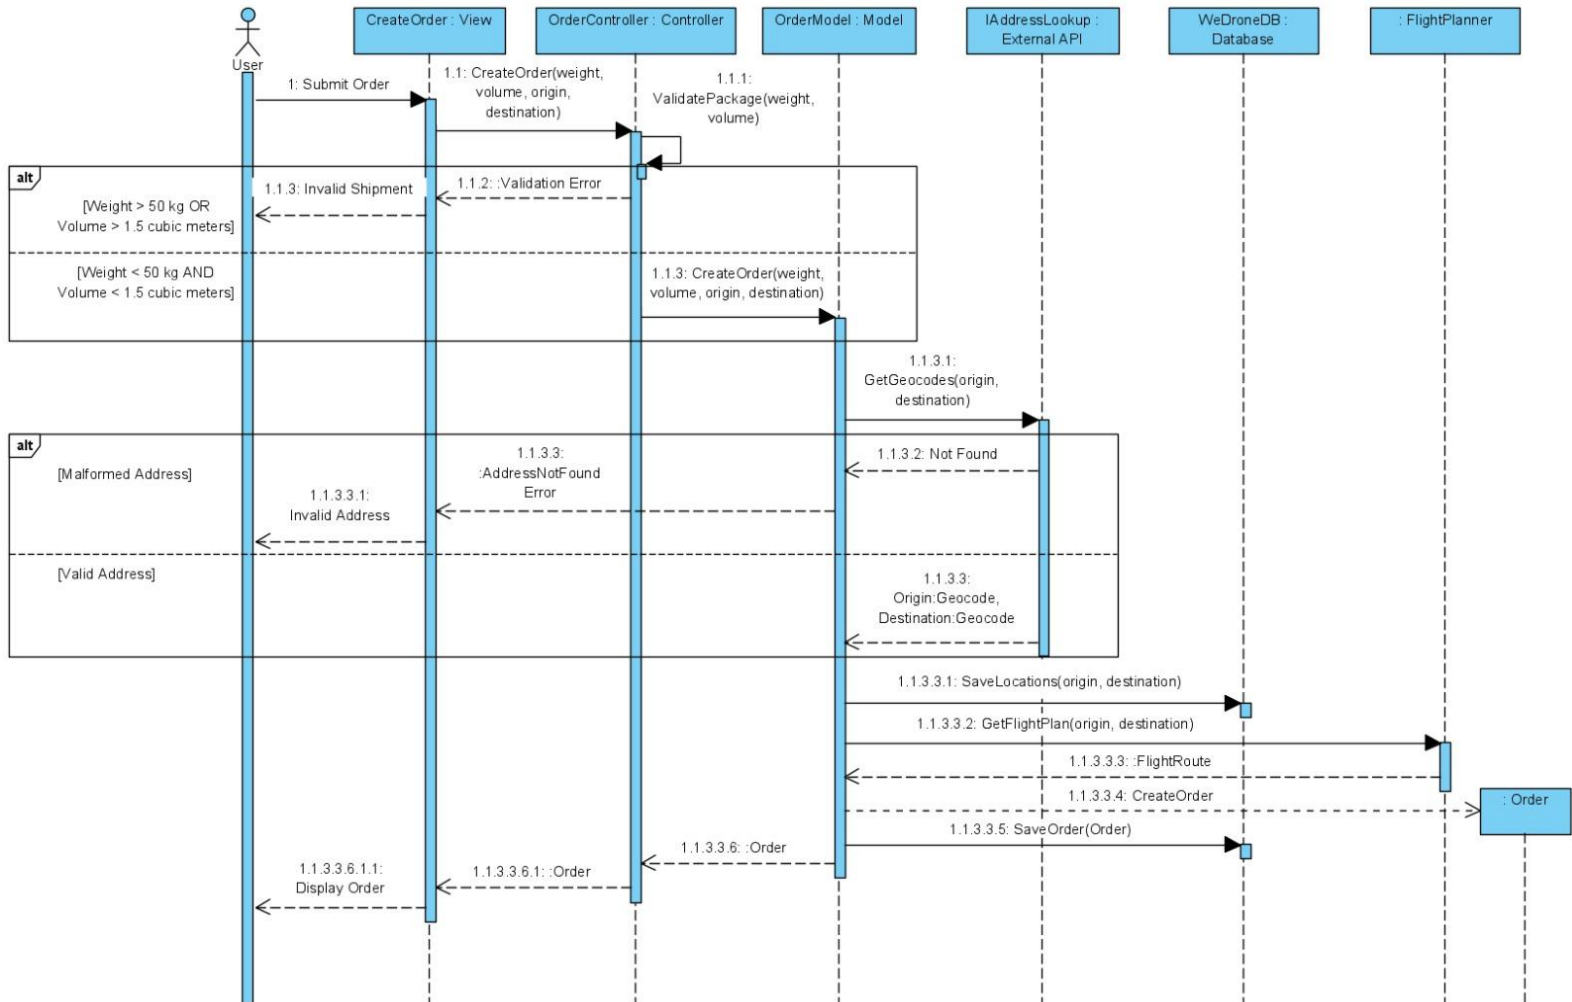 CreateOrder : View
OrderController : Controller
OrderModel : Model
IAddressLookup :
External API
WeDroneDB :
Database
: FlightPlanner
User
1: Submit Order
1.1: CreateOrder(weight,
volume, origin,
destination)
1.1.1:
ValidatePackage(weight,
volume)
alt
[Weight > 50 kg OR
Volume > 1.5 cubic meters]
1.1.3: Invalid Shipment
1.1.2: :Validation Error
[Weight < 50 kg AND
Volume < 1.5 cubic meters]
1.1.3: CreateOrder(weight,
volume, origin, destination)
1.1.3.1:
GetGeocodes(origin,
destination)
alt
[Malformed Address]
1.1.3.2: Not Found
1.1.3.3:
:AddressNotFound
Error
1.1.3.3.1:
Invalid Address
[Valid Address]
1.1.3.3:
Origin:Geocode,
Destination:Geocode
1.1.3.3.1: SaveLocations(origin, destination)
1.1.3.3.2: GetFlightPlan(origin, destination)
1.1.3.3.3: :FlightRoute
1.1.3.3.4: CreateOrder
: Order
1.1.3.3.5: SaveOrder(Order)
1.1.3.3.6: :Order
1.1.3.3.6.1: :Order
1.1.3.3.6.1.1:
Display Order